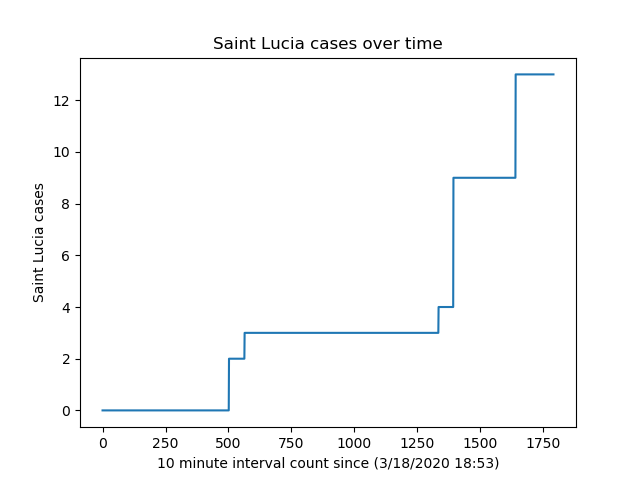 Saint Lucia cases over time
Saint Lucia cases
12
10
8
6
4
2
0
0 250 500 750 1000 1250 1500 1750
10 minute interval count since (3/18/2020 18:53)